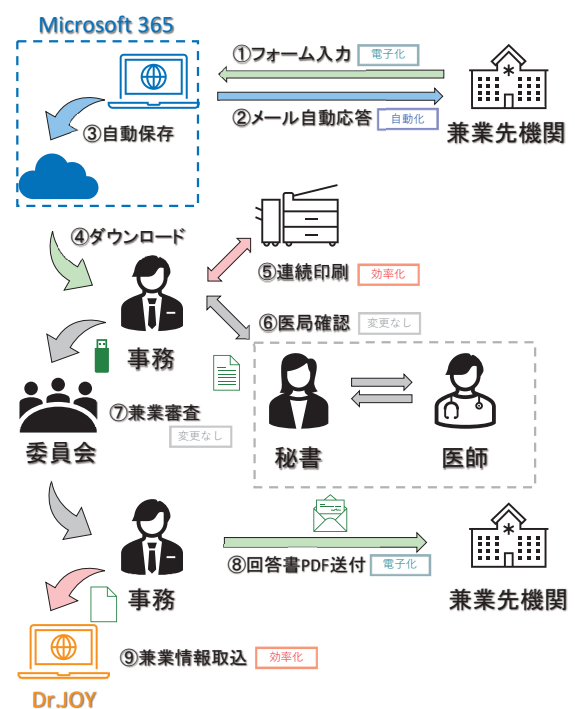 Microsoft 365
①フォーム入力 電子化
②メール自動応答 自動化
兼業先機関
③自動保存
④ダウンロード
⑤連続印刷 効率化
⑥医局確認 変更なし
事務
⑦兼業審査
変更なし
委員会
秘書
医師
⑧回答書PDF送付 電子化
事務
兼業先機関
⑨兼業情報取込 効率化
Dr.JOY